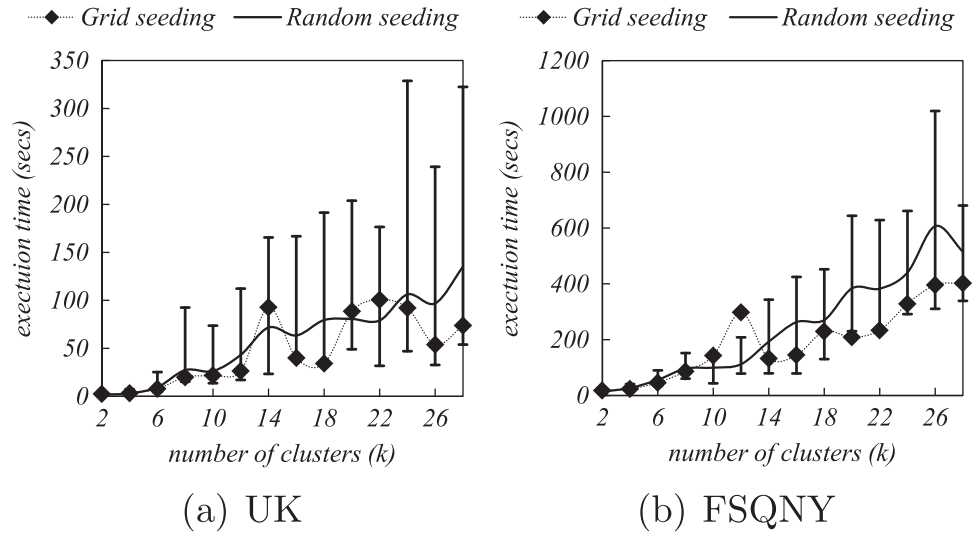 Grid seeding Random seeding
350
300
250
200
150
100
50
0
exectuion time (secs)
2 6 10 14 18 22 26
number of clusters (k)
(a) UK
Grid seeding Random seeding
1200
1000
800
600
400
200
0
exectuion time (secs)
2 6 10 14 18 22 26
number of clusters (k)
(b) FSQNY